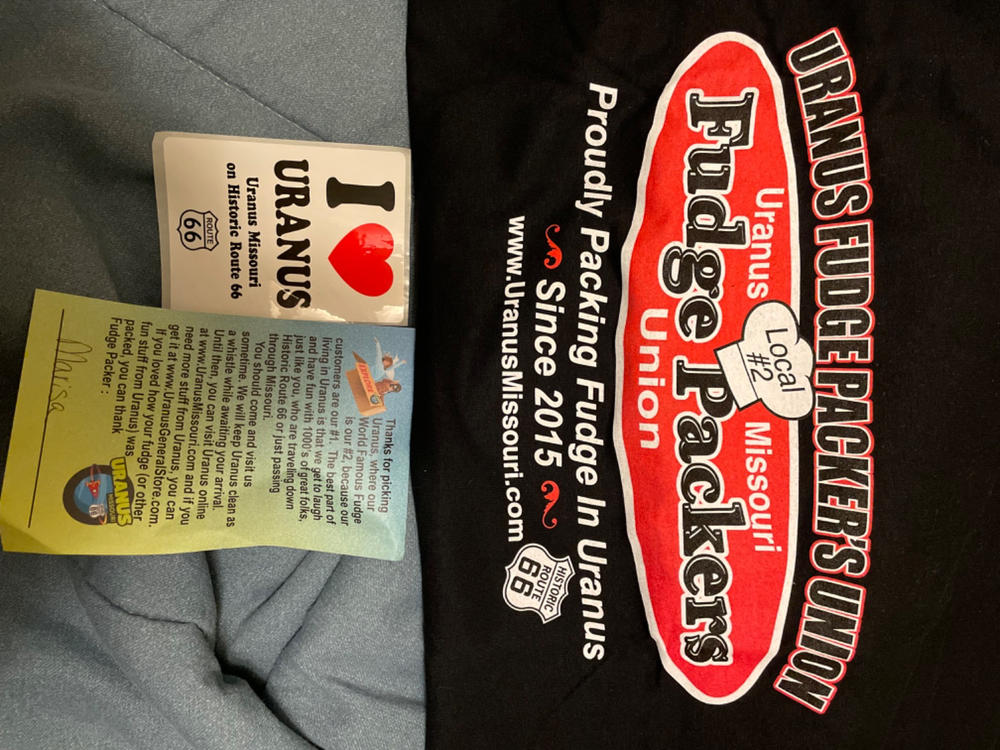 URANUS FUDGE PACKER'S UNION
Local
#2
Uranus Missouri
Fudge Packers
Union
Proudly Packing Fudge In Uranus
Since 2015
www.UranusMissouri.com
HISTORIC
ROUTE
66
I ❤
URANUS
Uranus Missouri
on Historic Route 66
ROUTE
66
Thanks for picking
Uranus, where our
World Famous Fudge
is our #2, because our
customers are our #1. The best part of
living in Uranus is that we get to laugh
and have fun with 1000's of great folks,
just like you, who are traveling down
Historic Route 66 or just passing
through Missouri.
You should come and visit us
sometime. We will keep Uranus clean as
a whistle while awaiting your arrival.
Until then, you can visit Uranus online
at www.UranusMissouri.com and if you
need more stuff from Uranus, you can
get it at www.UranusGeneralStore.com.
If you loved how your fudge (or other
fun stuff from Uranus) was
packed, you can thank
Fudge Packer :
Marisa
URANUS